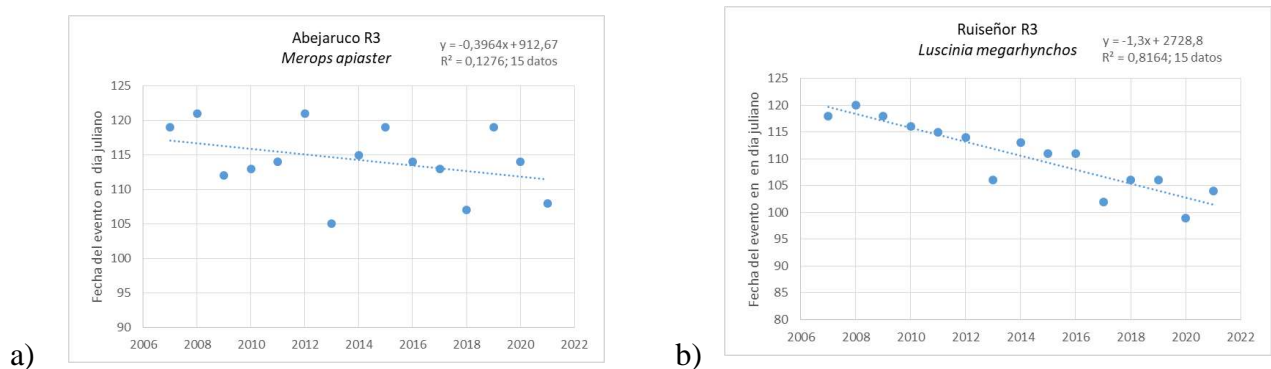 Abejaruco R3
Merops apiaster
y = -0,3964x + 912,67
R² = 0,1276; 15 datos
Fecha del evento en día juliano
125
120
115
110
105
100
95
90
2006 2008 2010 2012 2014 2016 2018 2020 2022
a)
Ruiseñor R3
Luscinia megarhynchos
y = -1,3x + 2728,8
R² = 0,8164; 15 datos
Fecha del evento en en día juliano
125
120
115
110
105
100
95
90
85
80
2006 2008 2010 2012 2014 2016 2018 2020 2022
b)